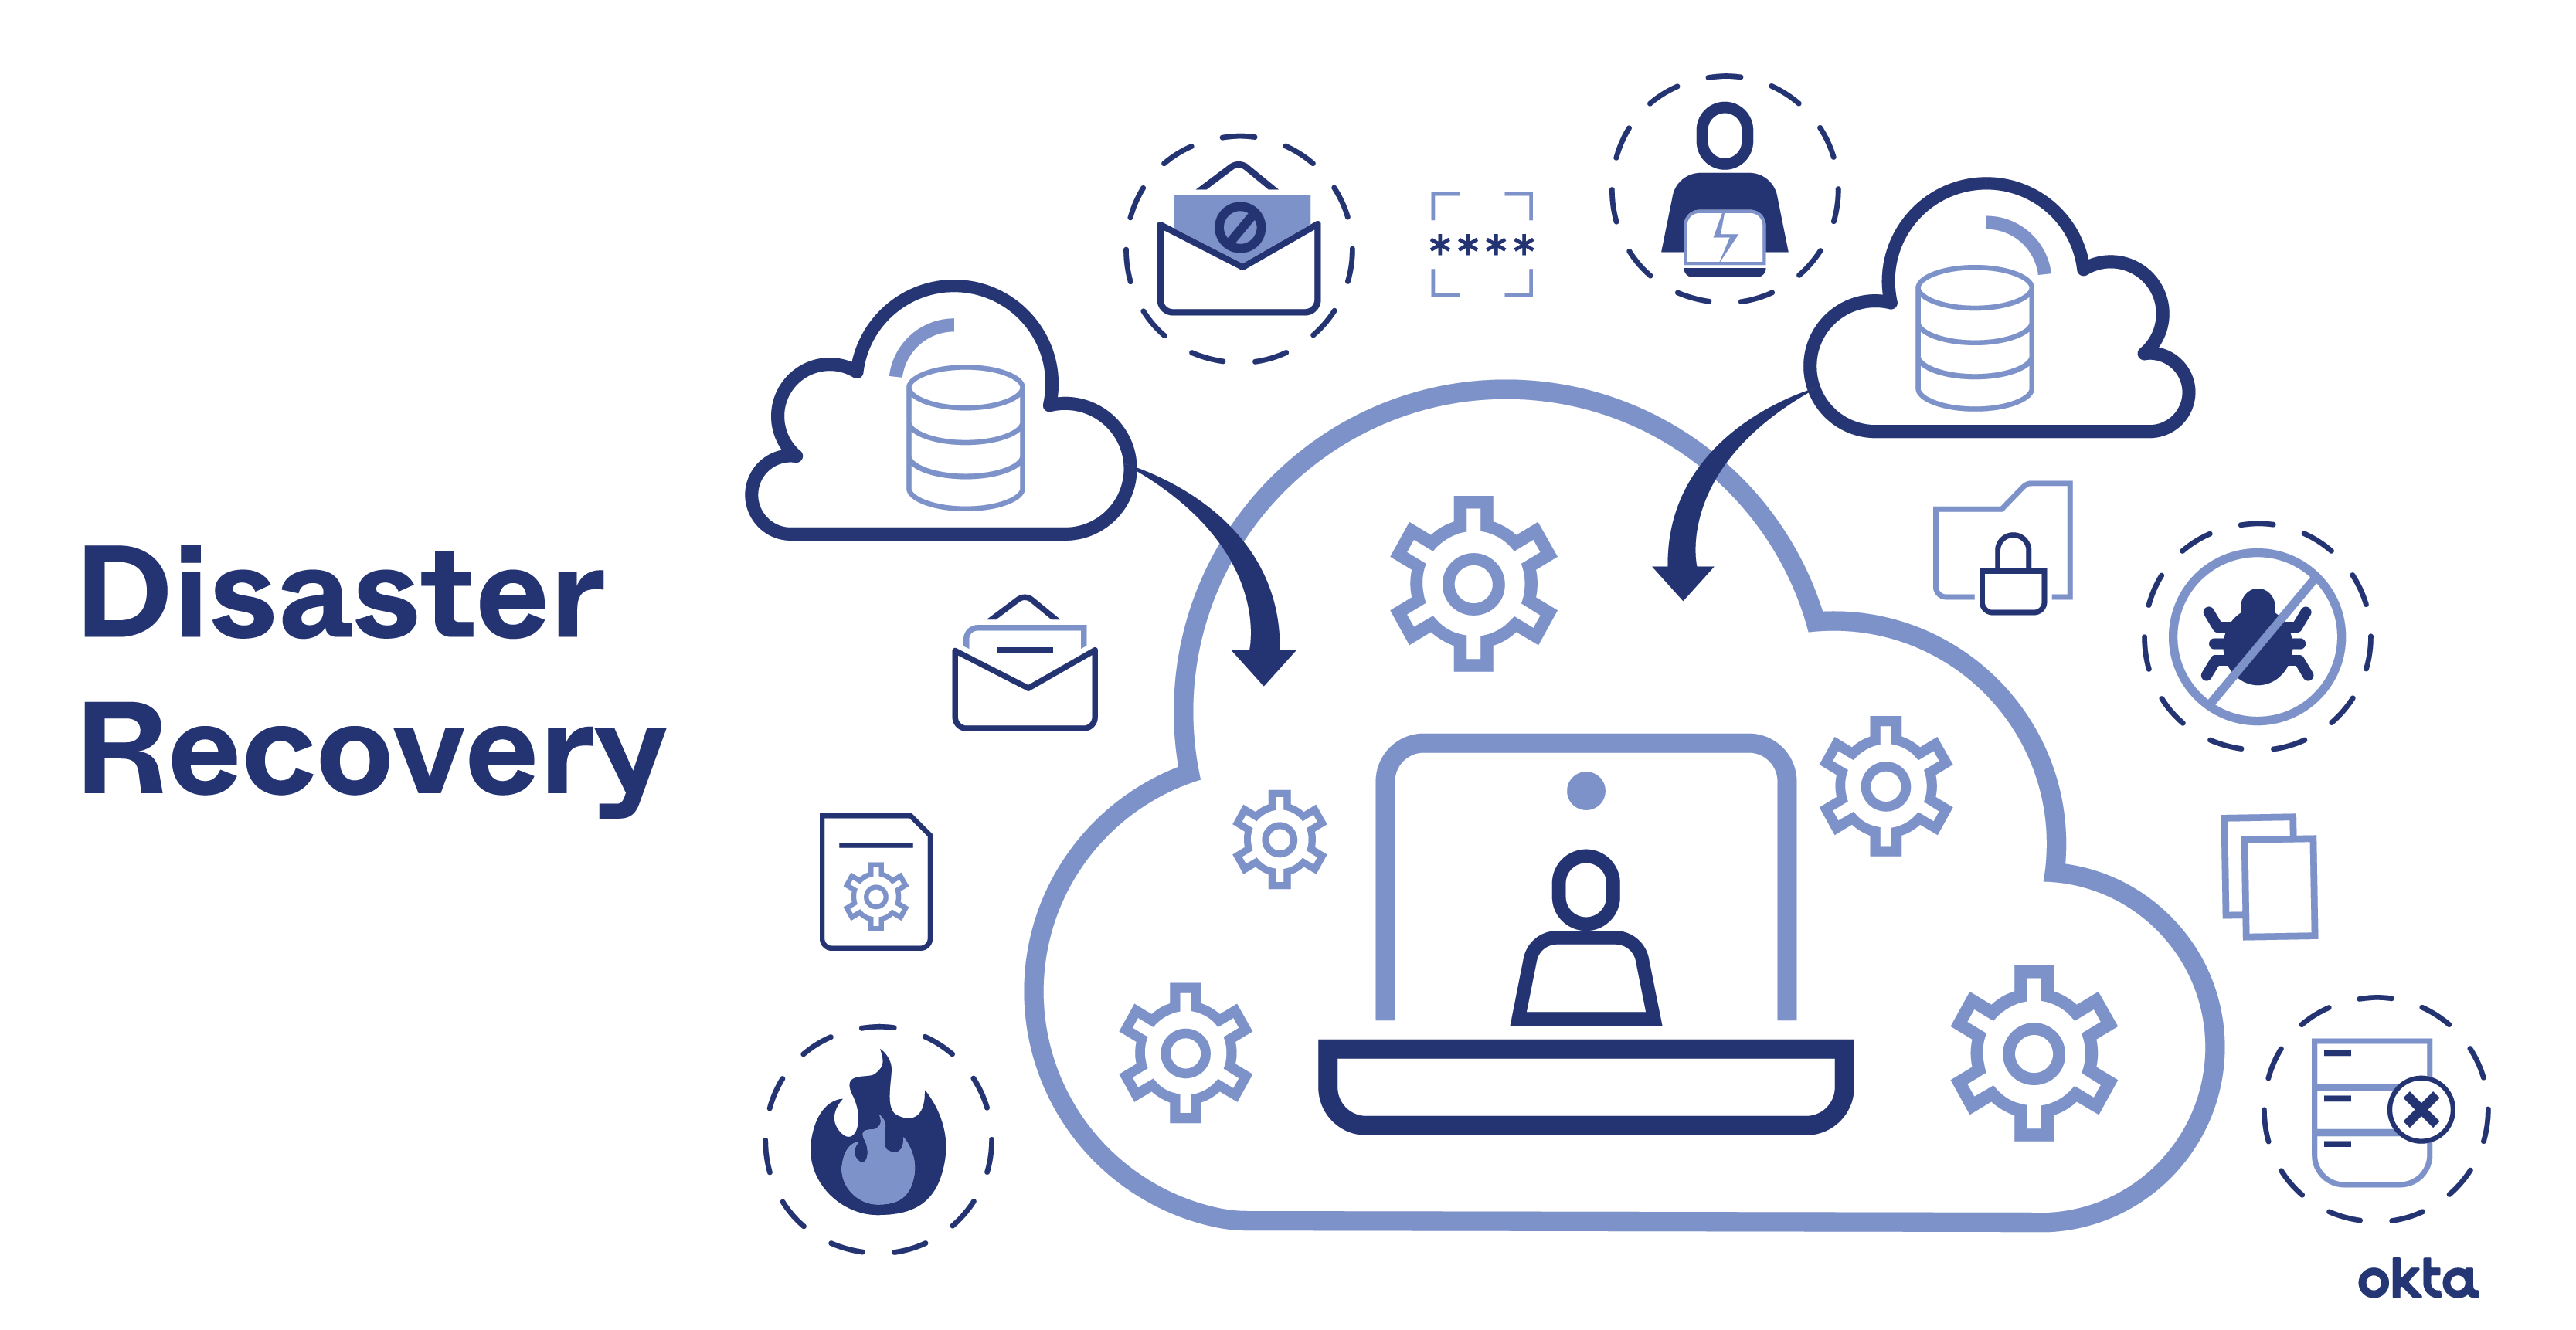 Disaster
Recovery
****
okta